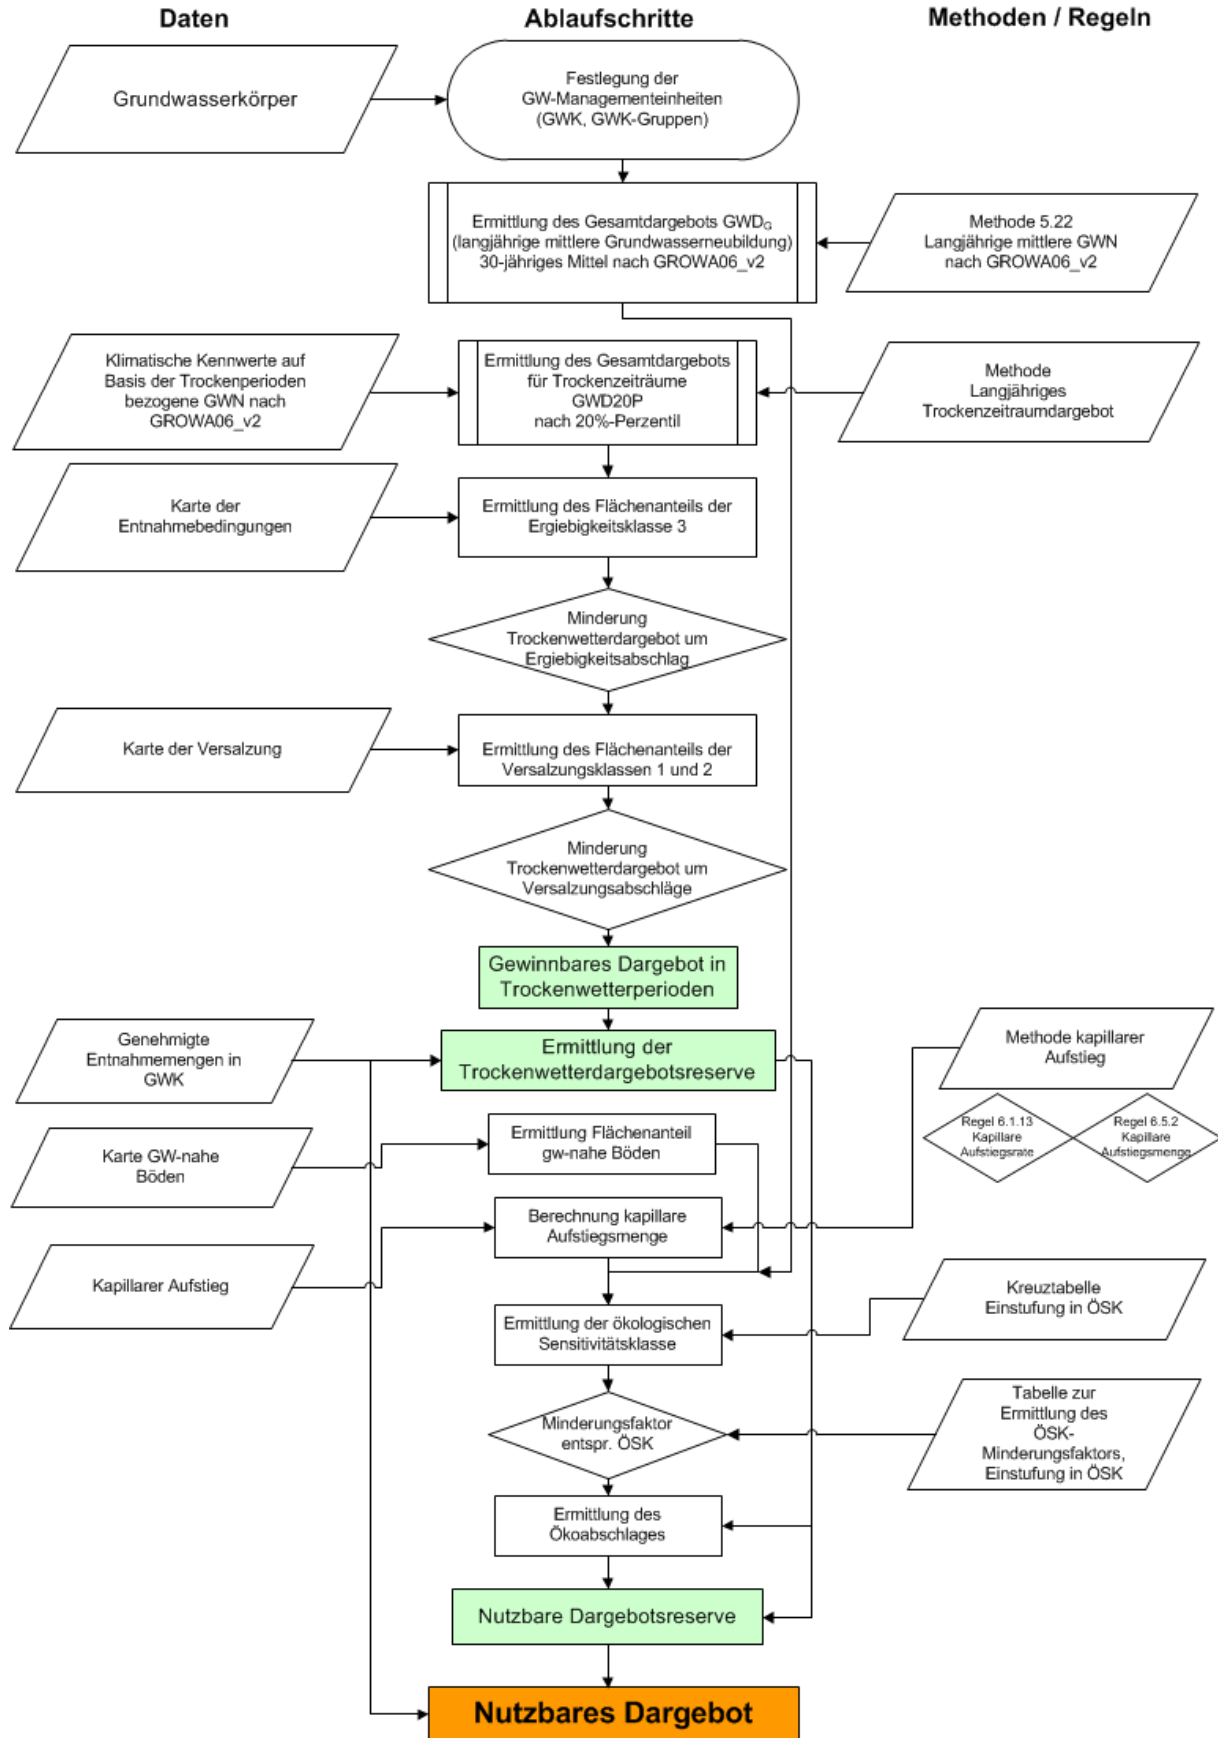 Daten
Ablaufschritte
Methoden / Regeln
Grundwasserkörper
Festlegung der
GW-Managementeinheiten
(GWK, GWK-Gruppen)
Ermittlung des Gesamtdargebots GWD_G
(langjährige mittlere Grundwasserneubildung)
30-jähriges Mittel nach GROWA06_v2
Methode 5.22
Langjährige mittlere GWN
nach GROWA06_v2
Klimatische Kennwerte auf
Basis der Trockenperioden
bezogene GWN nach
GROWA06_v2
Ermittlung des Gesamtdargebots
für Trockenzeiträume
GWD20P
nach 20%-Perzentil
Methode
Langjähriges
Trockenzeitraumdargebot
Karte der
Entnahmebedingungen
Ermittlung des Flächenanteils der
Ergiebigkeitsklasse 3
Minderung
Trockenwetterdargebot um
Ergiebigkeitsabschlag
Karte der Versalzung
Ermittlung des Flächenanteils der
Versalzungsklassen 1 und 2
Minderung
Trockenwetterdargebot um
Versalzungsabschläge
Gewinnbares Dargebot in
Trockenwetterperioden
Genehmigte
Entnahmemengen in
GWK
Ermittlung der
Trockenwetterdargebotsreserve
Methode kapillarer
Aufstieg
Regel 6.1.13
Kapillare
Aufstiegsrate
Regel 6.5.2
Kapillare
Aufstiegsmenge
Karte GW-nahe
Böden
Ermittlung Flächenanteil
gw-nahe Böden
Berechnung kapillare
Aufstiegsmenge
Kapillarer Aufstieg
Kreuztabelle
Einstufung in ÖSK
Ermittlung der ökologischen
Sensitivitätsklasse
Minderungsfaktor
entspr. ÖSK
Tabelle zur
Ermittlung des
ÖSK-
Minderungsfaktors,
Einstufung in ÖSK
Ermittlung des
Ökoabschlages
Nutzbare Dargebotsreserve
Nutzbares Dargebot